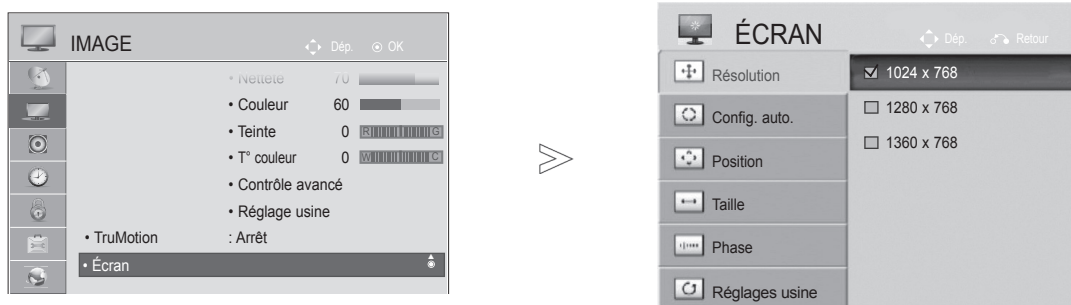 IMAGE
Dép. OK
• Netteté 70
• Couleur 60
• Teinte 0 R G
• T° couleur 0 W C
• Contrôle avancé
• Réglage usine
• TruMotion : Arrêt
• Écran
ÉCRAN
Dép. Retour
Résolution
Config. auto.
Position
Taille
Phase
Réglages usine
1024 x 768
1280 x 768
1360 x 768